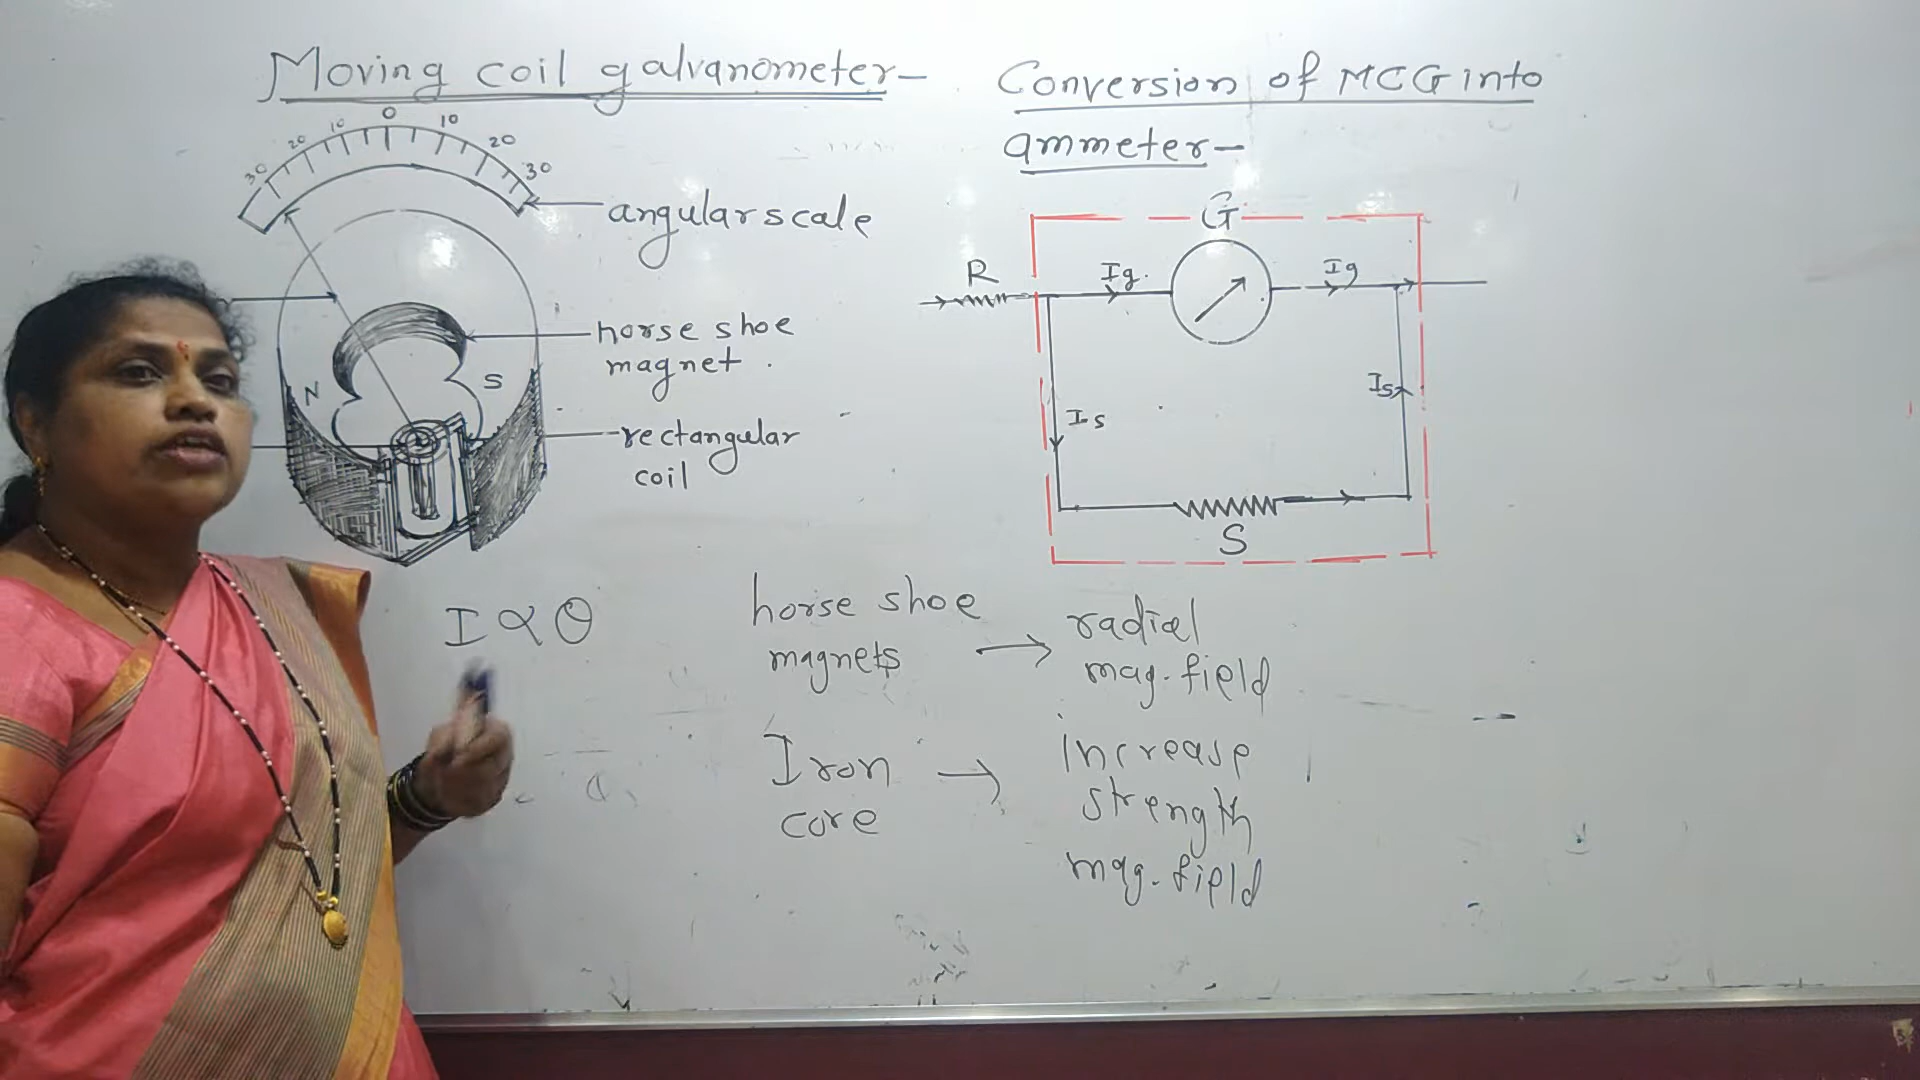 Moving coil galvanometer-
30 20 10 0 10 20 30
angular scale
N
S
horse shoe
magnet.
rectangular
coil
I ∝ θ
Conversion of MCG into
ammeter-
G
R
Ig.
Ig
Is
Is
S
horse shoe
magnets
→ radial
mag. field
Iron
core
→ increase
strength
mag. field